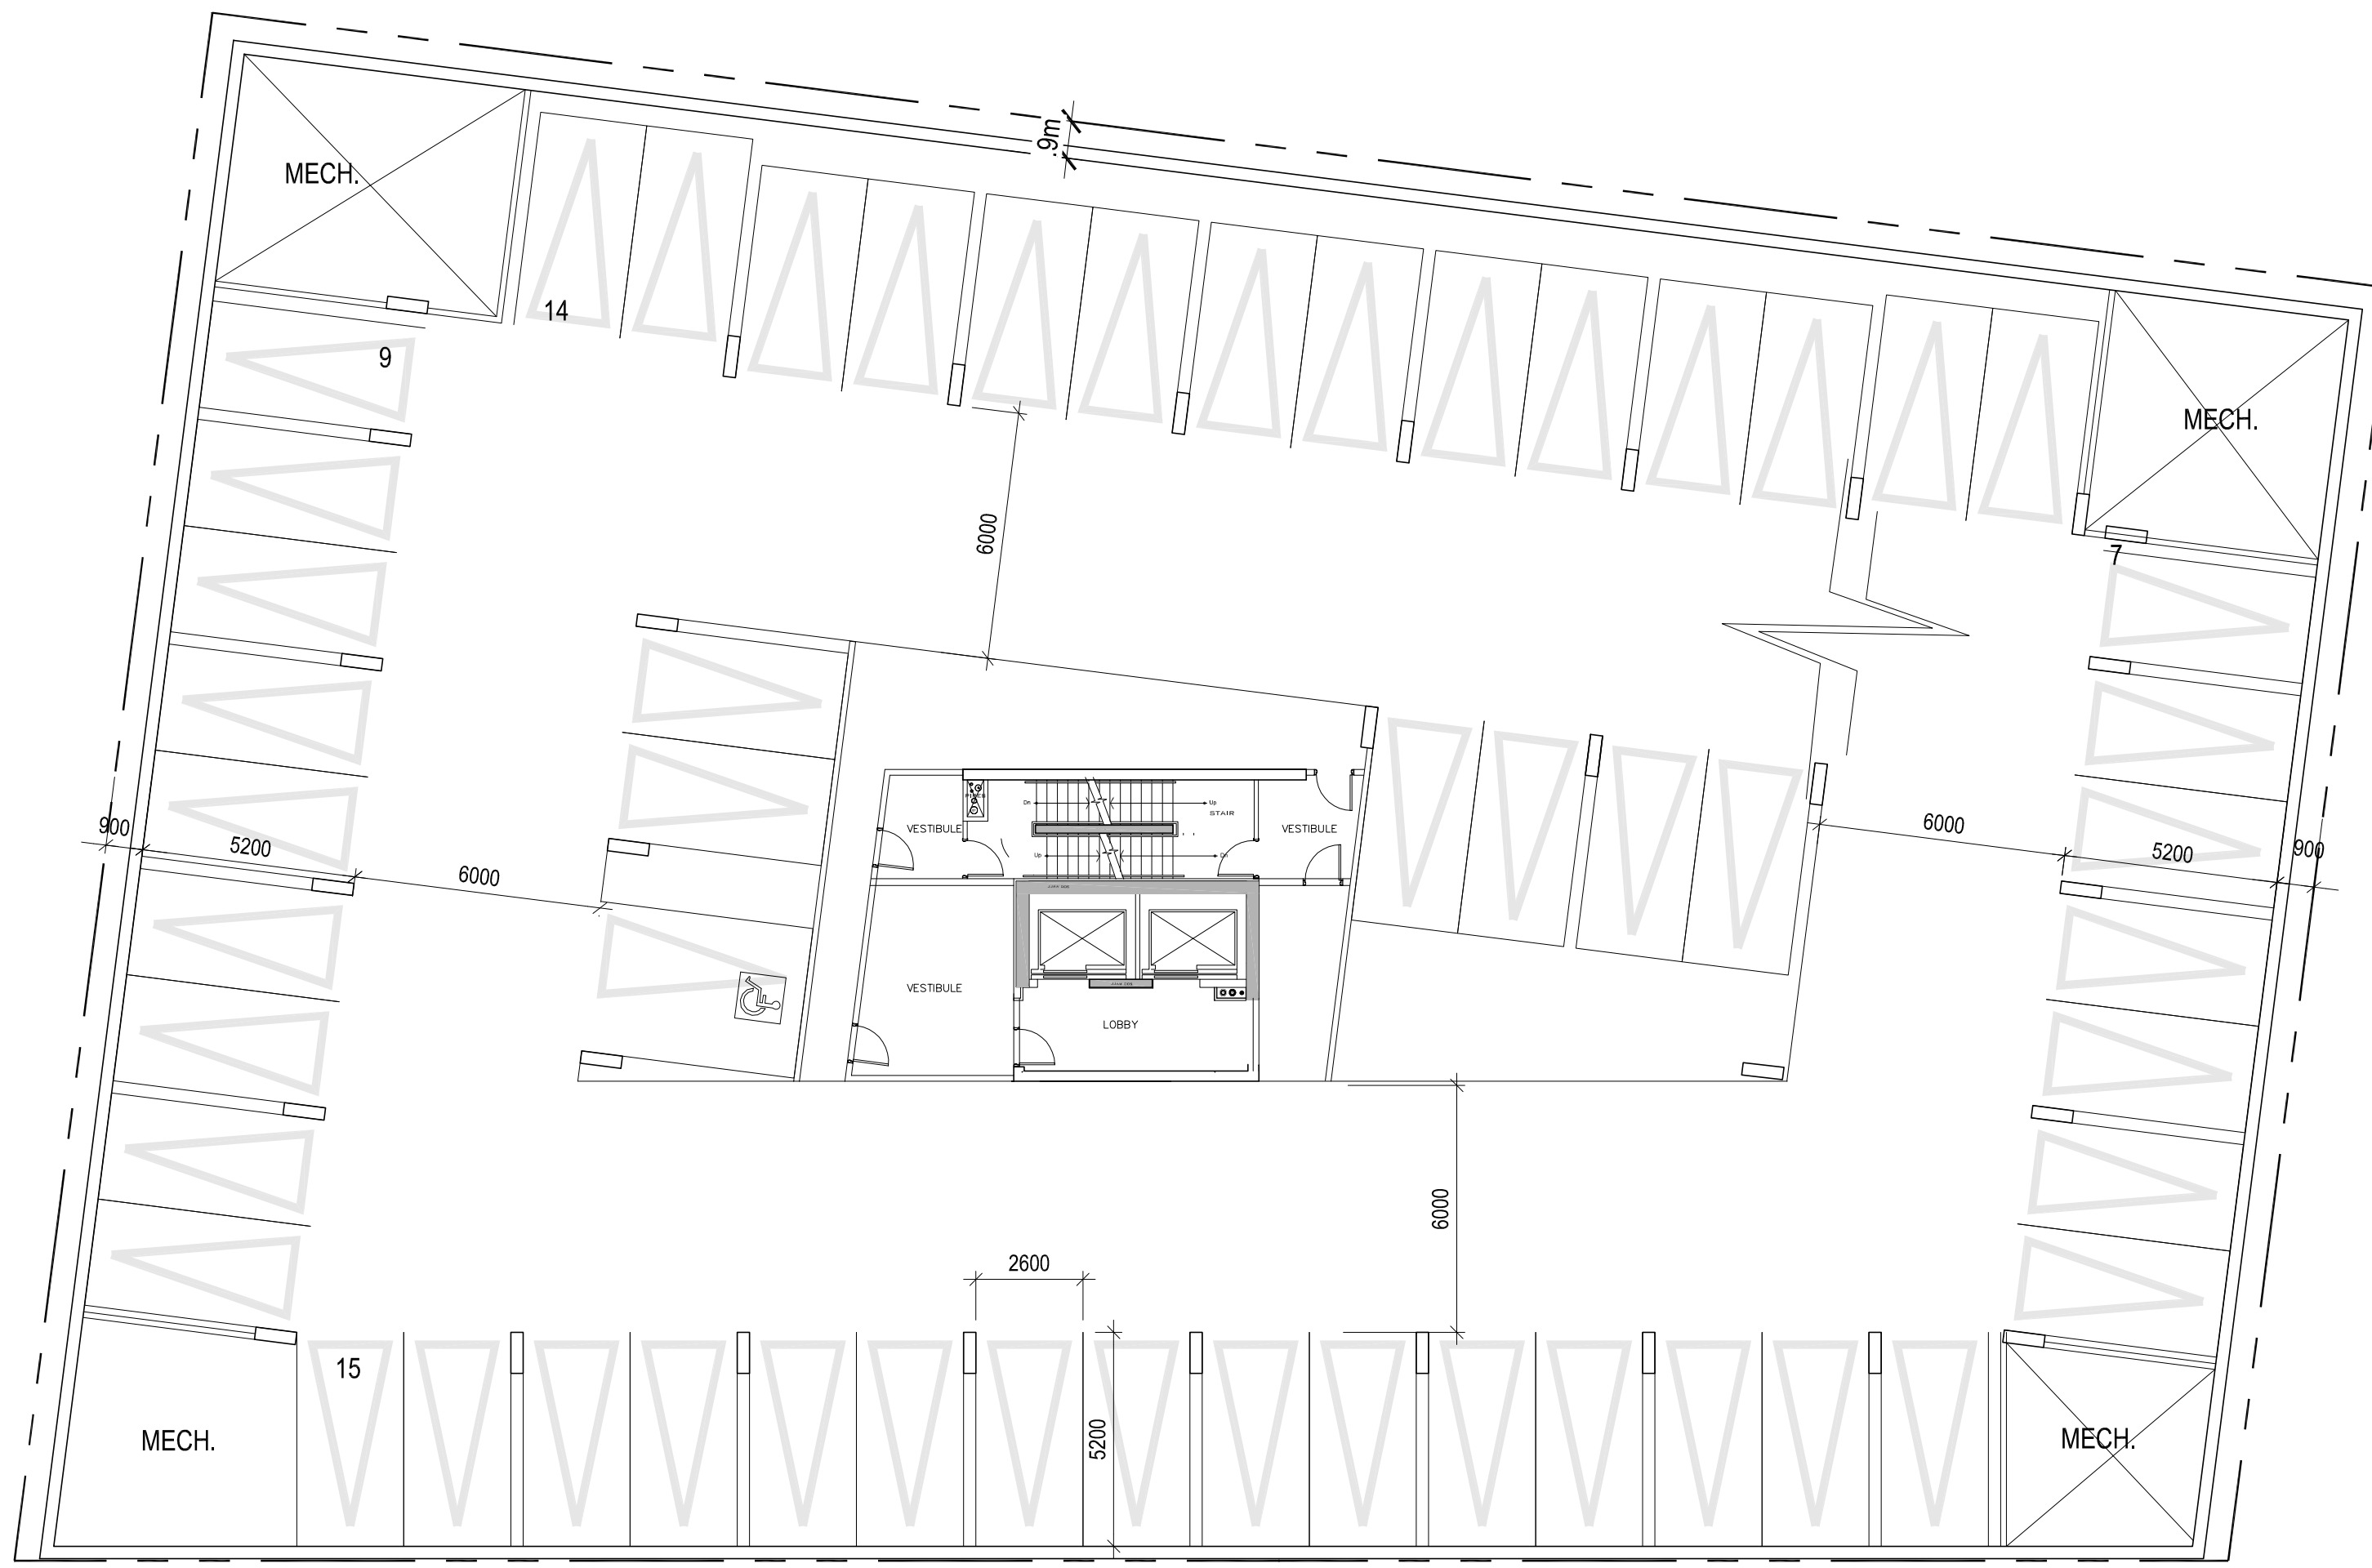 .9m
MECH.
14
9
MECH.
7
6000
900
5200
6000
VESTIBULE
Dn
Up
STAIR
VESTIBULE
Up
Dn
6000
5200
900
VESTIBULE
LOBBY
6000
2600
15
5200
MECH.
MECH.